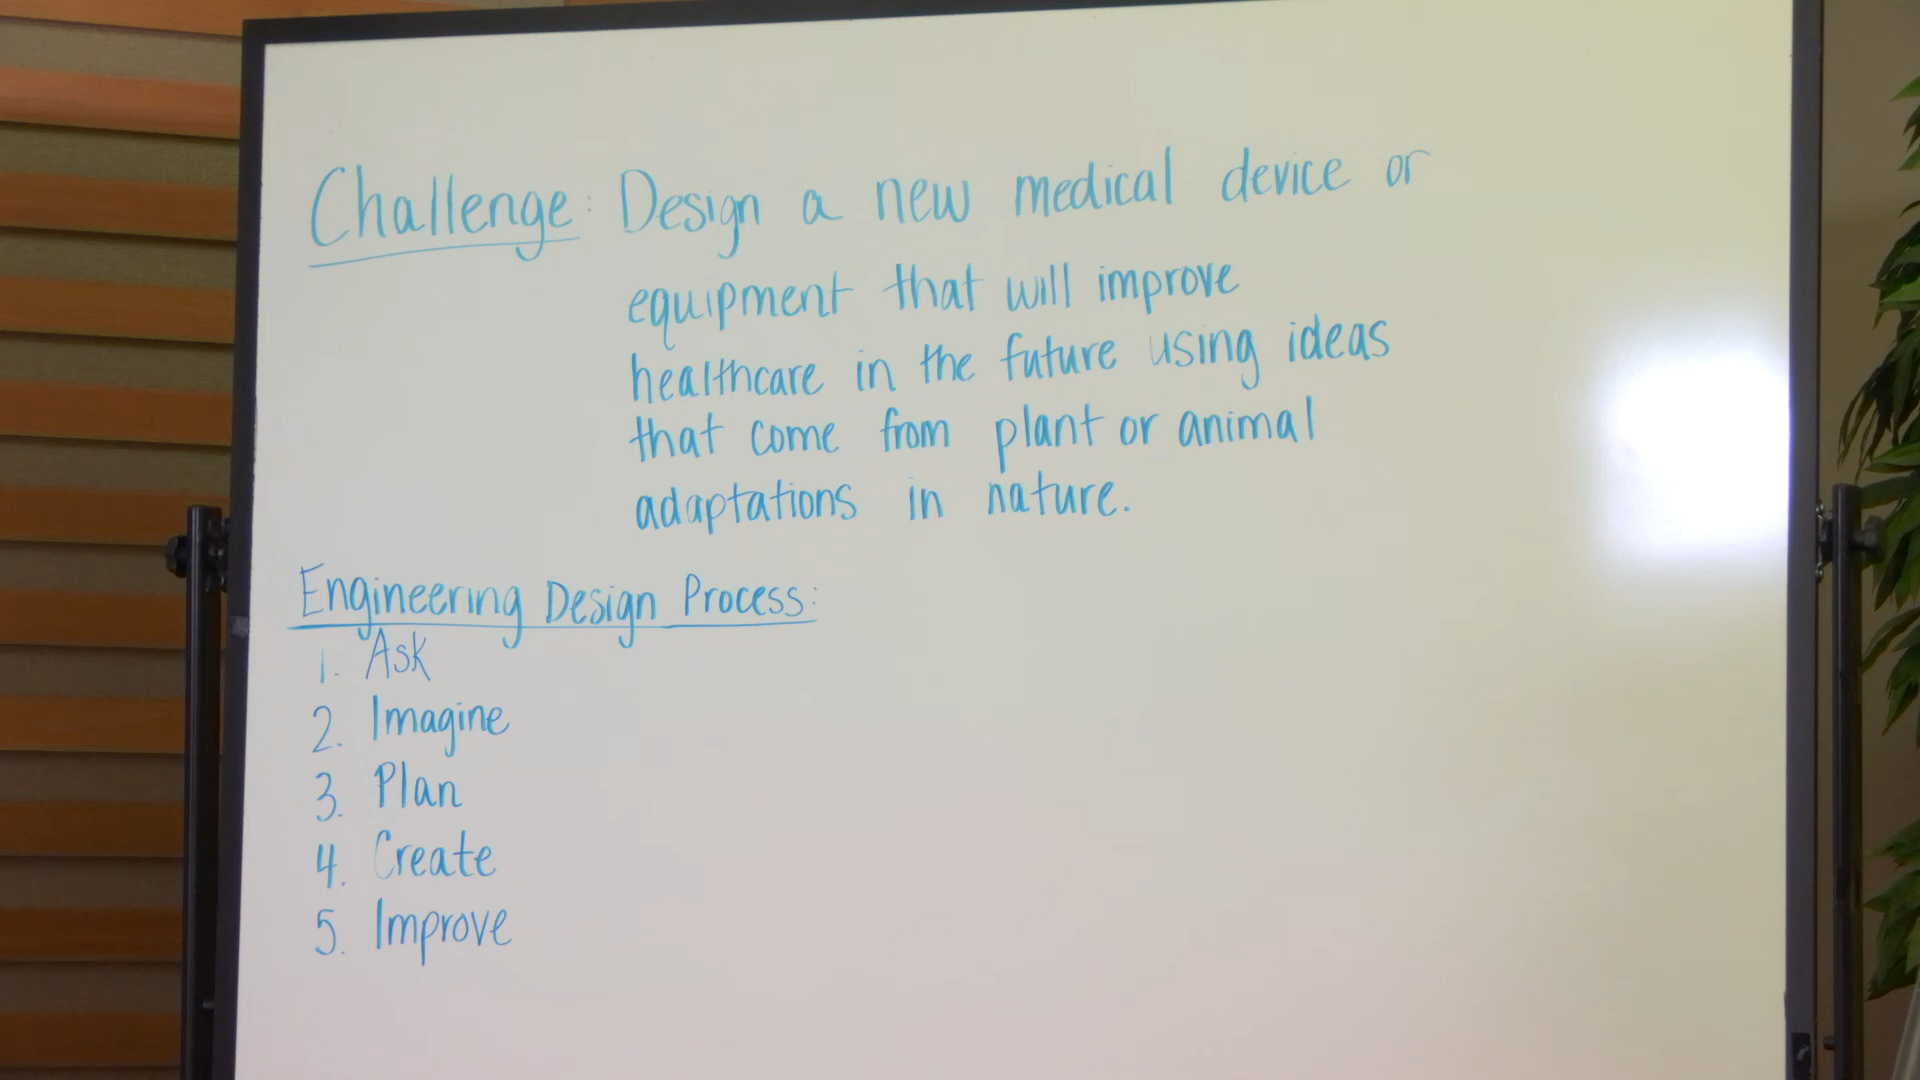 Challenge: Design a new medical device or
equipment that will improve
healthcare in the future using ideas
that come from plant or animal
adaptations in nature.
Engineering Design Process:
1. Ask
2. Imagine
3. Plan
4. Create
5. Improve